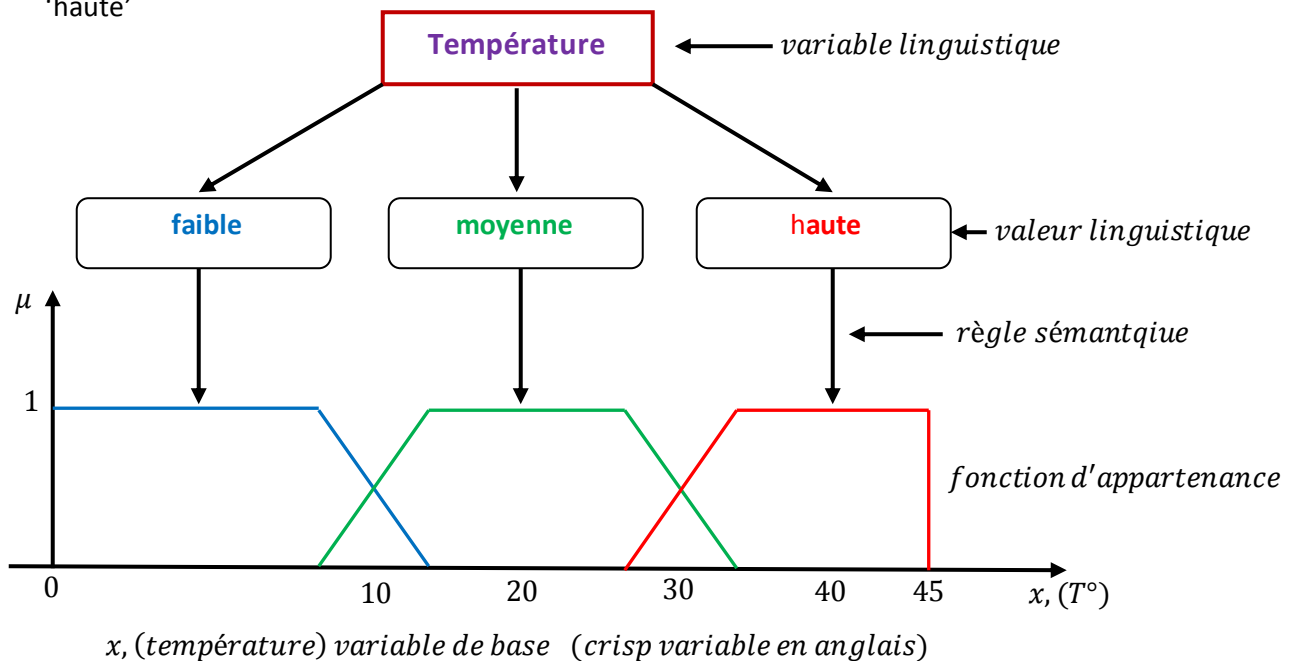 ‘haute’
Température
variable linguistique
faible
moyenne
haute
valeur linguistique
μ
règle sémantqiue
1
fonction d'appartenance
0
10
20
30
40
45
x, (T°)
x, (température) variable de base (crisp variable en anglais)